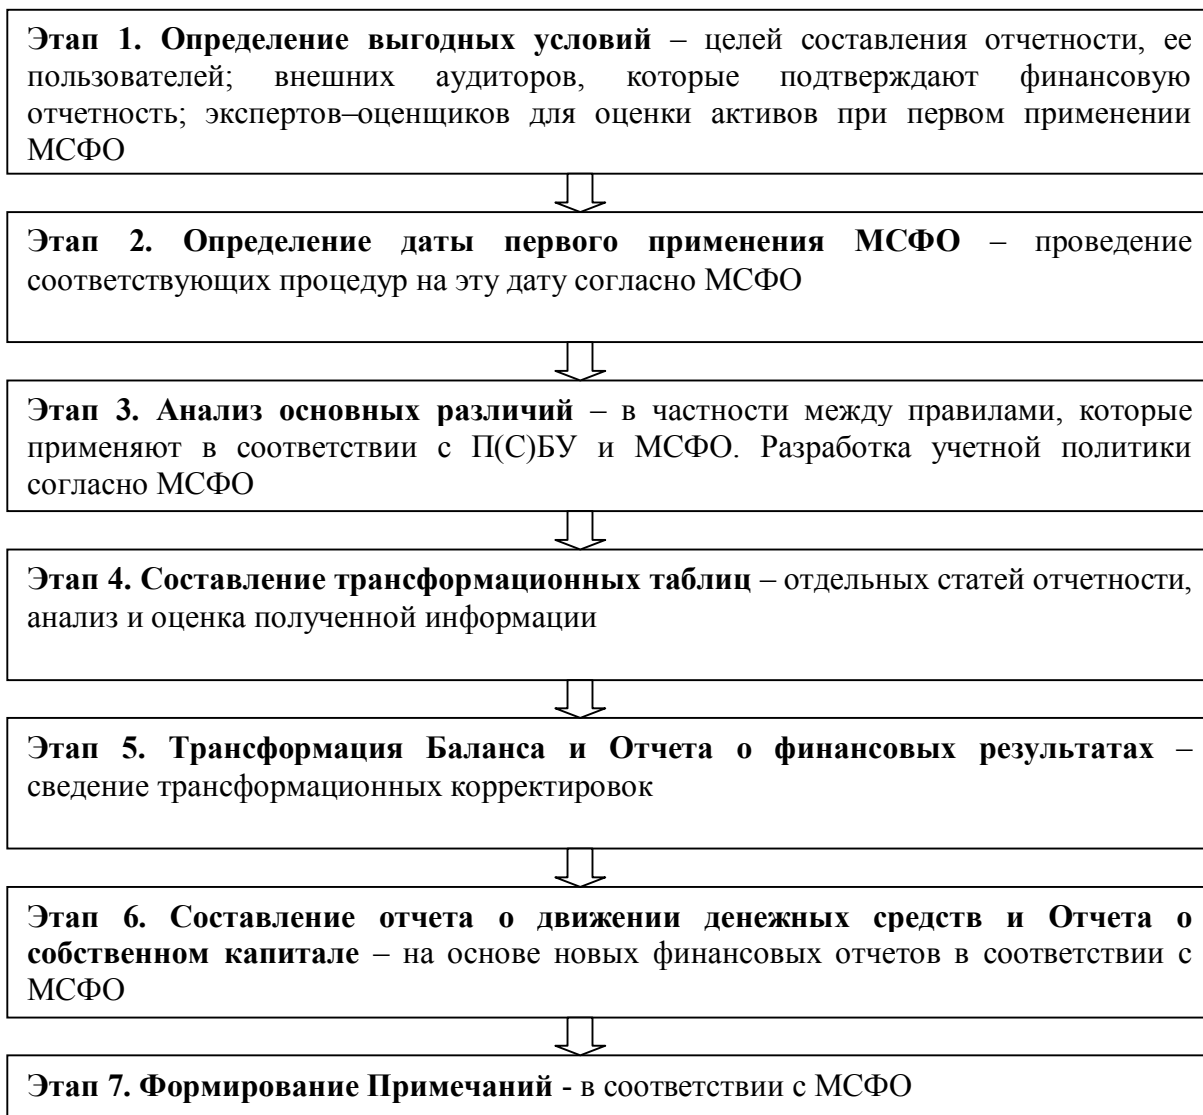 Этап 1. Определение выгодных условий – целей составления отчетности, ее
пользователей; внешних аудиторов, которые подтверждают финансовую
отчетность; экспертов–оценщиков для оценки активов при первом применении
МСФО
Этап 2. Определение даты первого применения МСФО – проведение
соответствующих процедур на эту дату согласно МСФО
Этап 3. Анализ основных различий – в частности между правилами, которые
применяют в соответствии с П(С)БУ и МСФО. Разработка учетной политики
согласно МСФО
Этап 4. Составление трансформационных таблиц – отдельных статей отчетности,
анализ и оценка полученной информации
Этап 5. Трансформация Баланса и Отчета о финансовых результатах –
сведение трансформационных корректировок
Этап 6. Составление отчета о движении денежных средств и Отчета о
собственном капитале – на основе новых финансовых отчетов в соответствии с
МСФО
Этап 7. Формирование Примечаний - в соответствии с МСФО